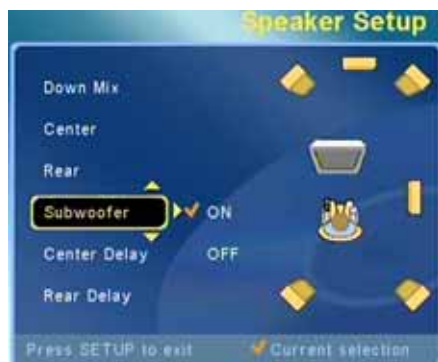 Speaker Setup
Down Mix
Center
Rear
Subwoofer ON
Center Delay OFF
Rear Delay
Press SETUP to exit Current selection